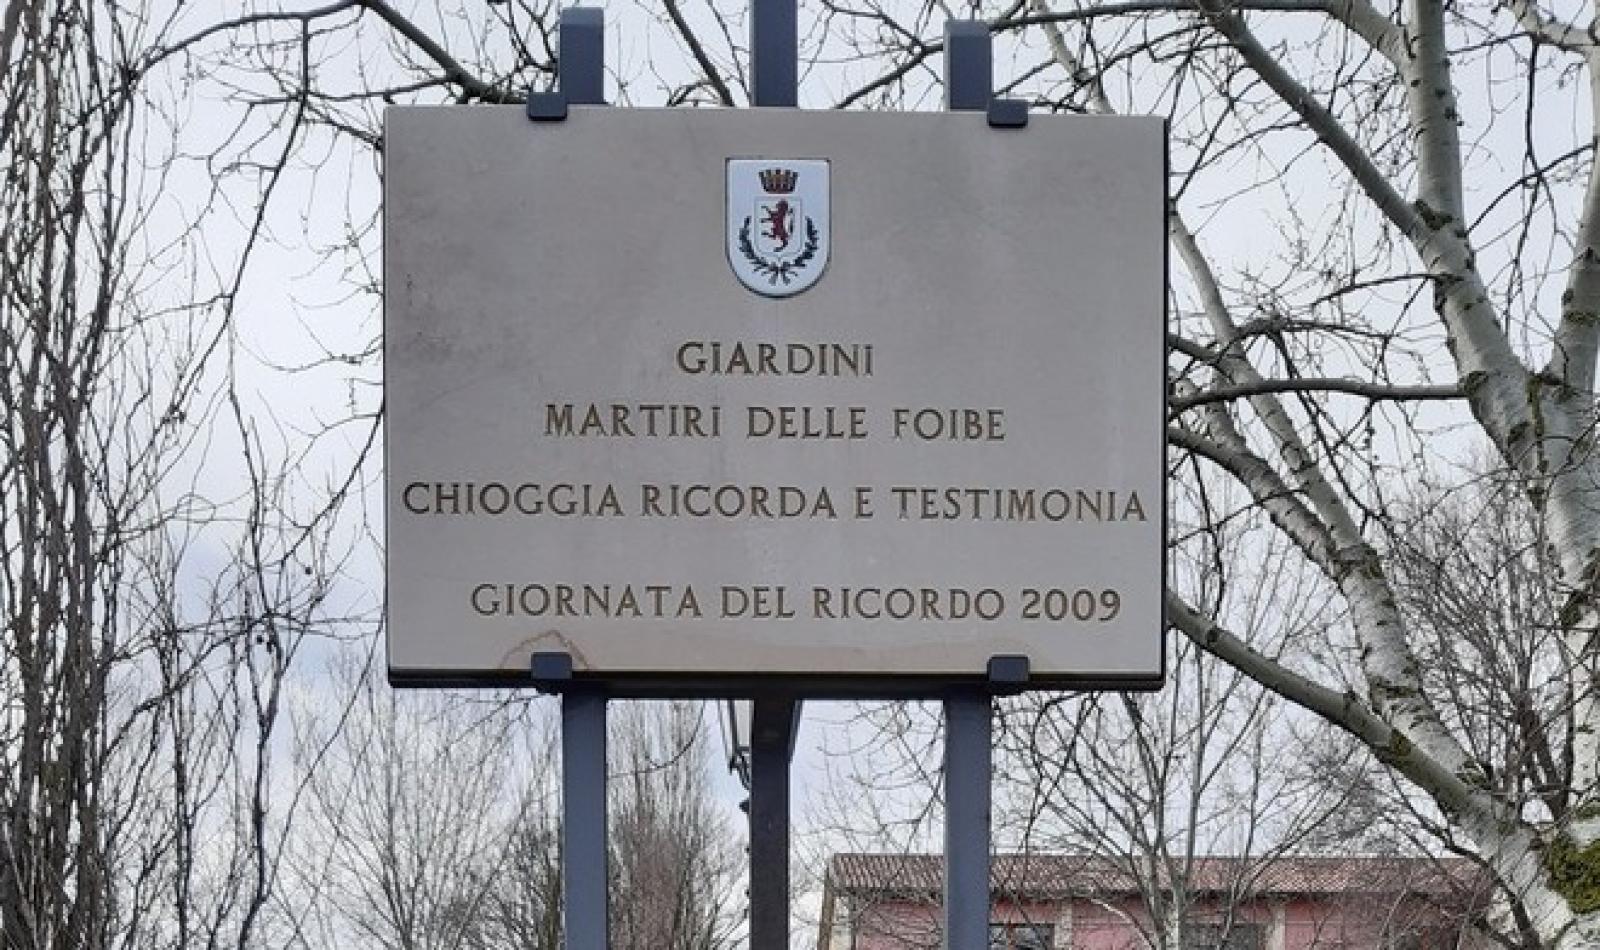 GIARDINI
MARTIRI DELLE FOIBE
CHIOGGIA RICORDA E TESTIMONIA
GIORNATA DEL RICORDO 2009